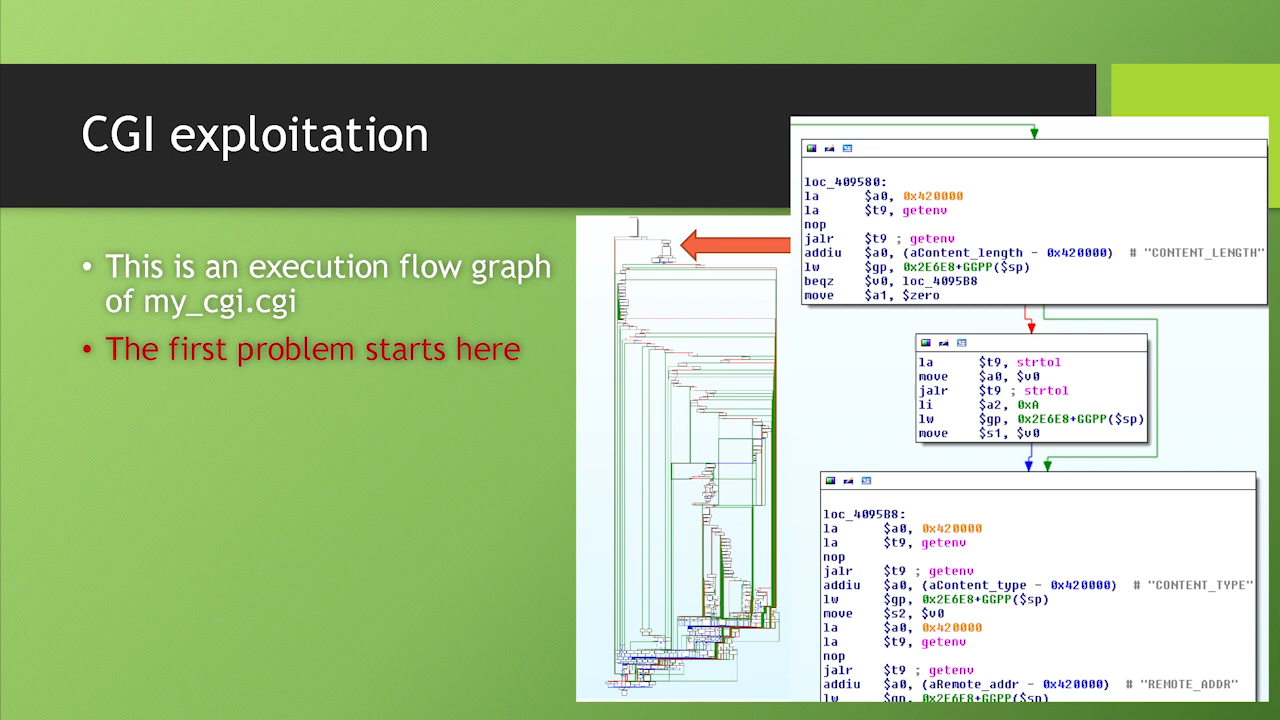 CGI exploitation
• This is an execution flow graph
of my_cgi.cgi
• The first problem starts here
loc_409580:
la $a0, 0x420000
la $t9, getenv
nop
jalr $t9 ; getenv
addiu $a0, (aContent_length - 0x420000) # "CONTENT_LENGTH"
lw $gp, 0x2E6E8+GGPP($sp)
beqz $v0, loc_4095B8
move $a1, $zero
la $t9, strtol
move $a0, $v0
jalr $t9 ; strtol
li $a2, 0xA
lw $gp, 0x2E6E8+GGPP($sp)
move $s1, $v0
loc_4095B8:
la $a0, 0x420000
la $t9, getenv
nop
jalr $t9 ; getenv
addiu $a0, (aContent_type - 0x420000) # "CONTENT_TYPE"
lw $gp, 0x2E6E8+GGPP($sp)
move $s2, $v0
la $a0, 0x420000
la $t9, getenv
nop
jalr $t9 ; getenv
addiu $a0, (aRemote_addr - 0x420000) # "REMOTE_ADDR"
lw $gp, 0x2E6E8+GGPP($sp)